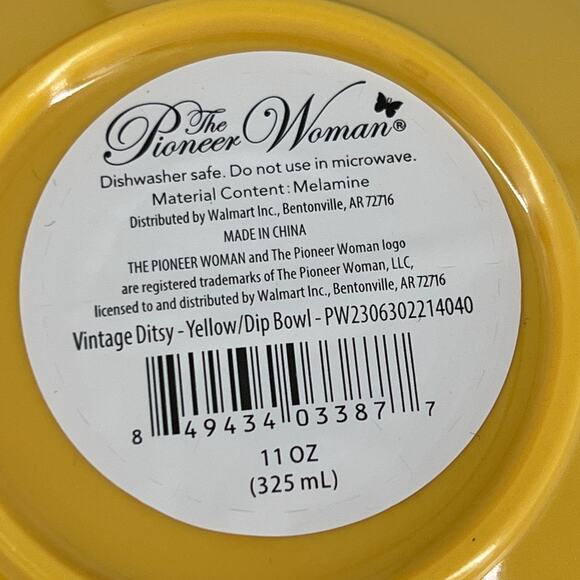 The Pioneer Woman®
Dishwasher safe. Do not use in microwave.
Material Content: Melamine
Distributed by Walmart Inc., Bentonville, AR 72716
MADE IN CHINA
THE PIONEER WOMAN and The Pioneer Woman logo
are registered trademarks of The Pioneer Woman, LLC,
licensed to and distributed by Walmart Inc., Bentonville, AR 72716
Vintage Ditsy - Yellow/Dip Bowl - PW2306302214040
8 49434 03387 7
11 OZ
(325 mL)